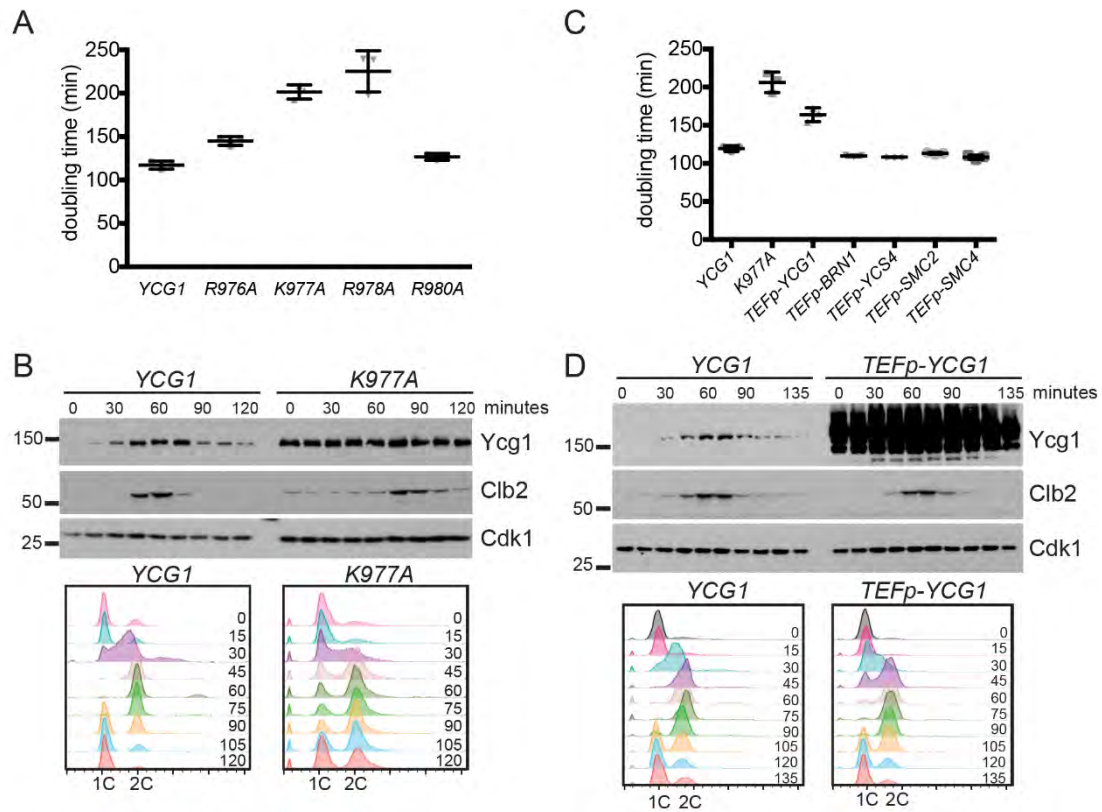 A
doubling time (min)
250
200
150
100
50
0
YCG1 R976A K977A R978A R980A
C
doubling time (min)
250
200
150
100
50
0
YCG1
K977A
TEFp-YCG1
TEFp-BRN1
TEFp-YCS4
TEFp-SMC2
TEFp-SMC4
B
YCG1 K977A
0 30 60 90 120 0 30 60 90 120 minutes
150 Ycg1
50 Clb2
25 Cdk1
YCG1 K977A
0 0
15 15
30 30
45 45
60 60
75 75
90 90
105 105
120 120
1C 2C 1C 2C
D
YCG1 TEFp-YCG1
0 30 60 90 135 0 30 60 90 135
150 Ycg1
50 Clb2
25 Cdk1
YCG1 TEFp-YCG1
0 0
15 15
30 30
45 45
60 60
75 75
90 90
105 105
120 120
135 135
1C 2C 1C 2C